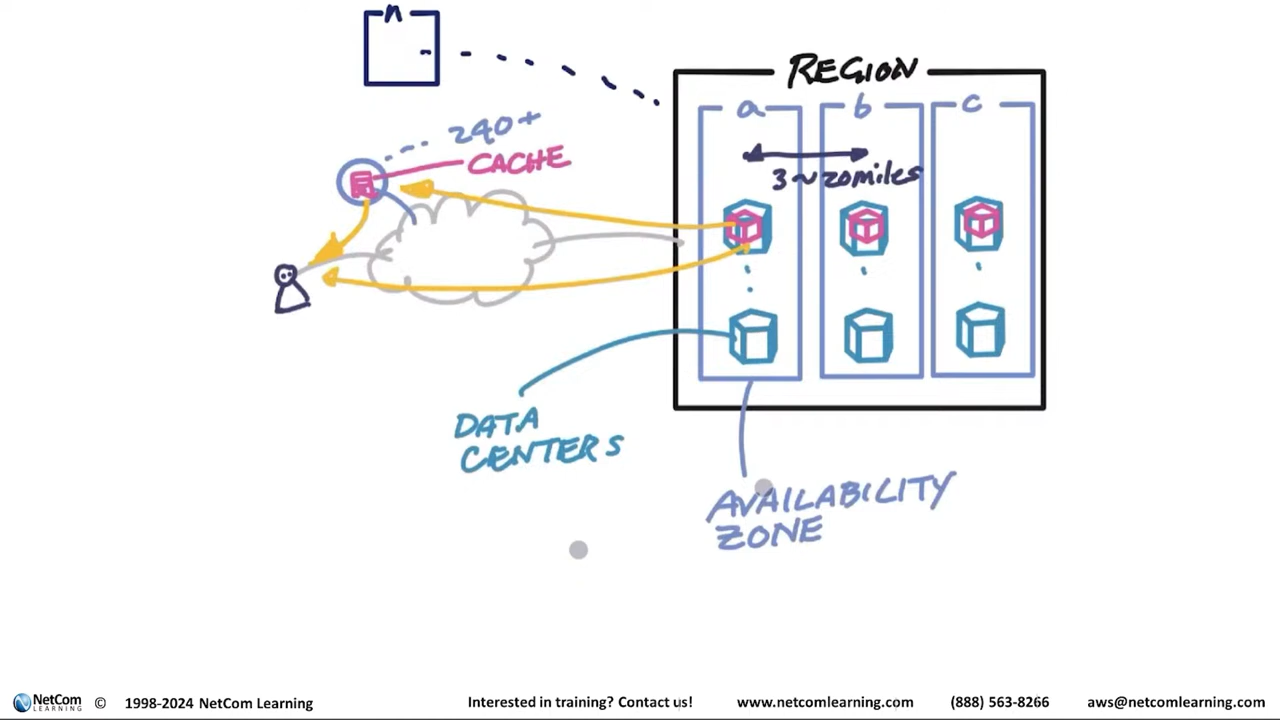 n
REGION
a b c
240+
CACHE
3~20miles
DATA
CENTERS
AVAILABILITY
ZONE
NetCom
LEARNING
© 1998-2024 NetCom Learning
Interested in training? Contact us!
www.netcomlearning.com
(888) 563-8266
aws@netcomlearning.com